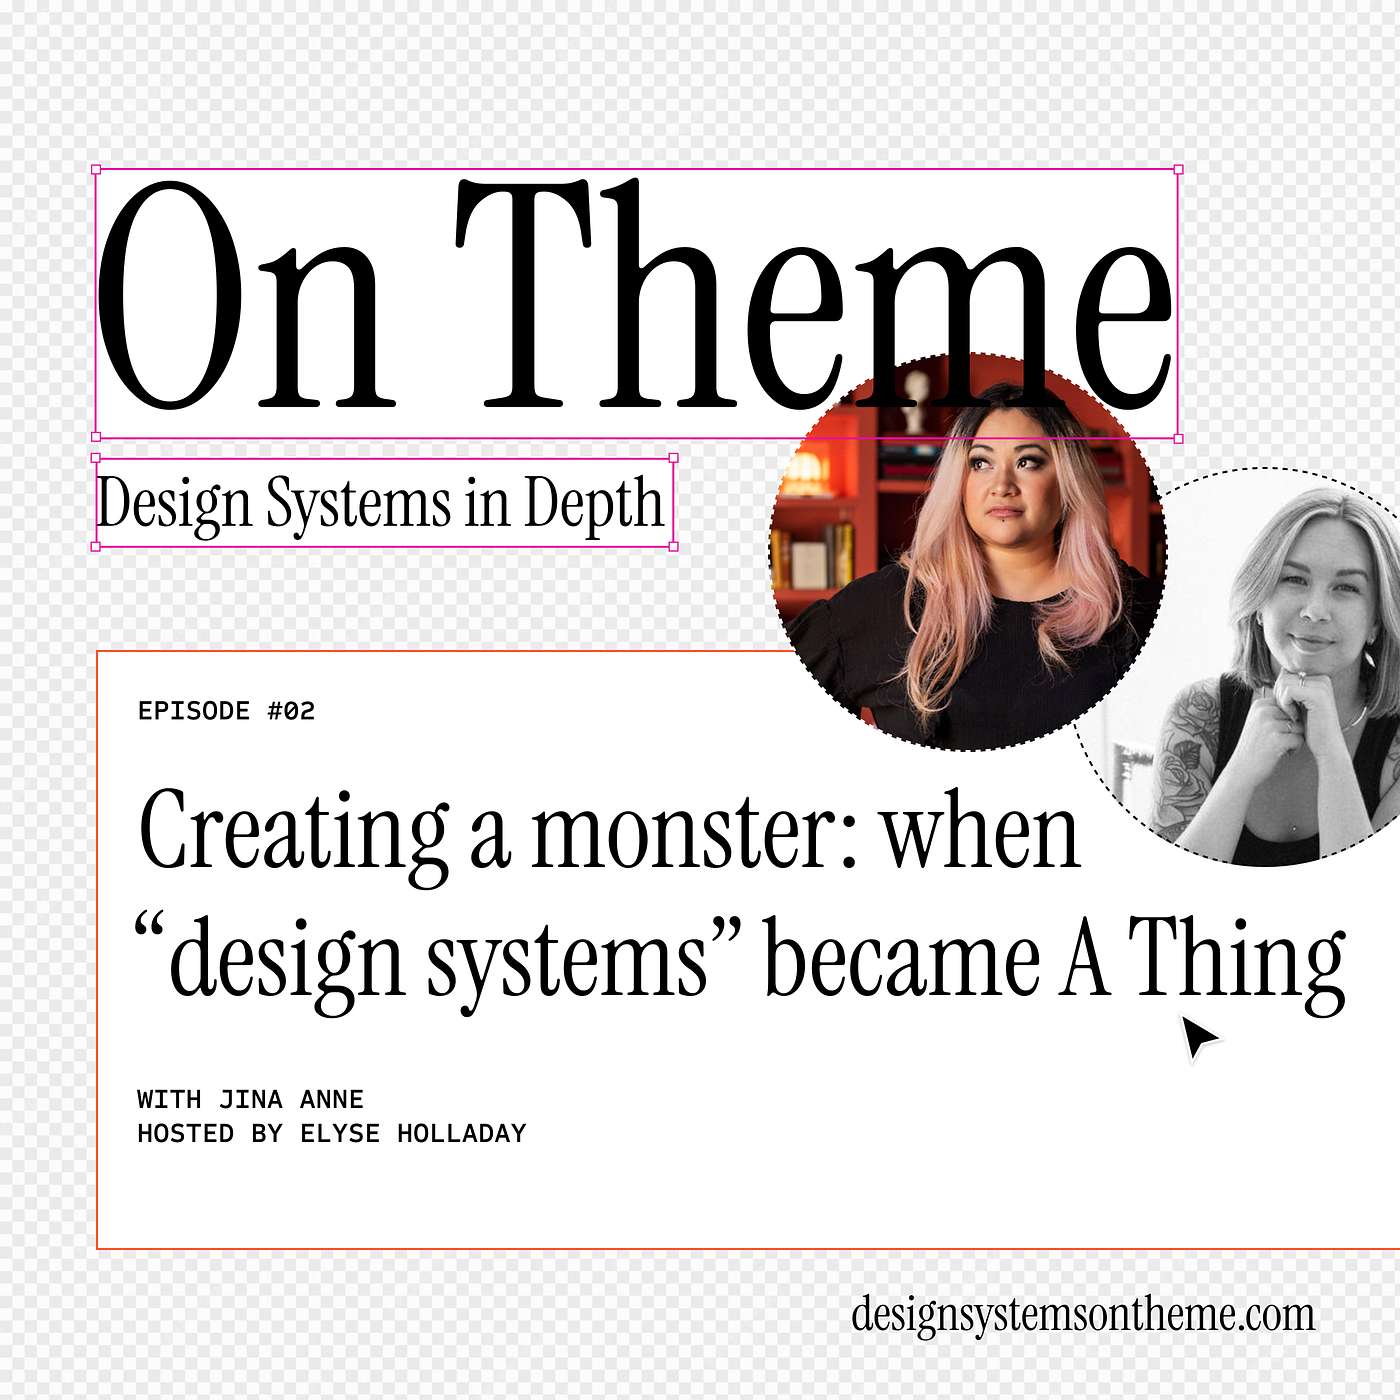 On Theme
Design Systems in Depth
EPISODE #02
Creating a monster: when
“design systems” became A Thing
WITH JINA ANNE
HOSTED BY ELYSE HOLLADAY
designsystemsontheme.com